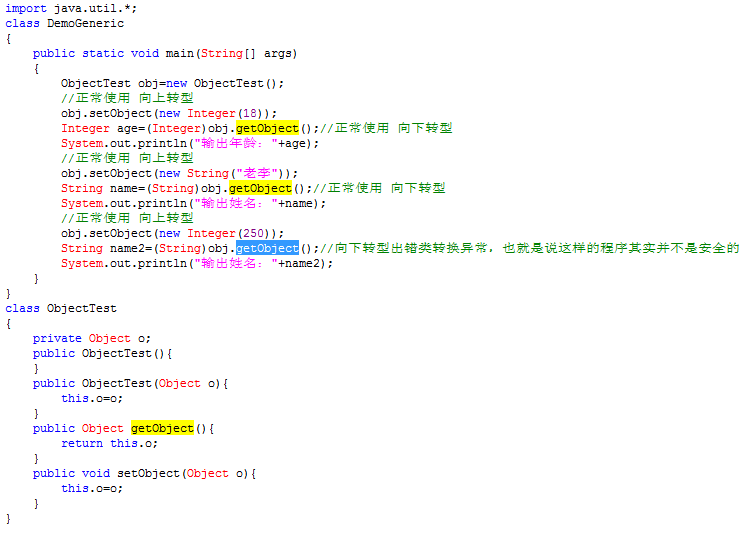 import java.util.*;
class DemoGeneric
{
    public static void main(String[] args)
    {
        ObjectTest obj=new ObjectTest();
        //正常使用 向上转型
        obj.setObject(new Integer(18));
        Integer age=(Integer)obj.getObject();//正常使用 向下转型
        System.out.println("输出年龄: "+age);
        //正常使用 向上转型
        obj.setObject(new String("老李"));
        String name=(String)obj.getObject();//正常使用 向下转型
        System.out.println("输出姓名: "+name);
        //正常使用 向上转型
        obj.setObject(new Integer(250));
        String name2=(String)obj.getObject();//向下转型出错类转换异常，也就是说这样的程序其实并不是安全的
        System.out.println("输出姓名: "+name2);
    }
}
class ObjectTest
{
    private Object o;
    public ObjectTest(){
    }
    public ObjectTest(Object o){
        this.o=o;
    }
    public Object getObject(){
        return this.o;
    }
    public void setObject(Object o){
        this.o=o;
    }
}